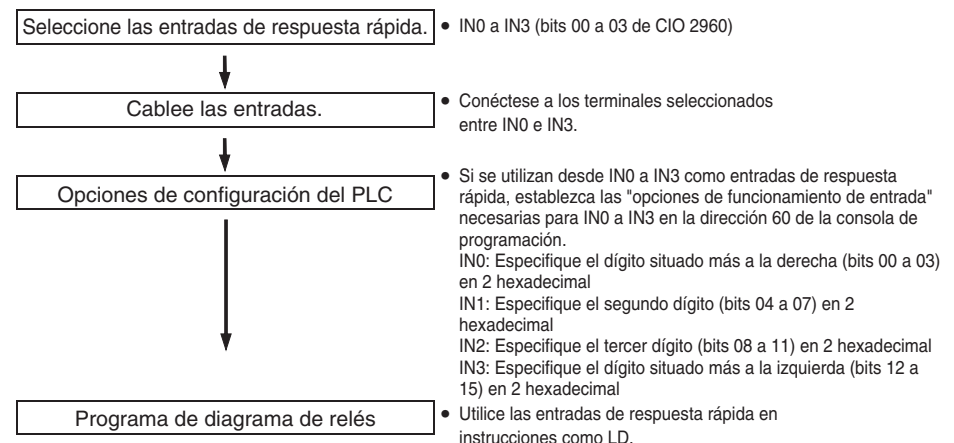 Seleccione las entradas de respuesta rápida.
• IN0 a IN3 (bits 00 a 03 de CIO 2960)
Cablee las entradas.
• Conéctese a los terminales seleccionados
entre IN0 e IN3.
Opciones de configuración del PLC
• Si se utilizan desde IN0 a IN3 como entradas de respuesta
rápida, establezca las "opciones de funcionamiento de entrada"
necesarias para IN0 a IN3 en la dirección 60 de la consola de
programación.
IN0: Especifique el dígito situado más a la derecha (bits 00 a 03)
en 2 hexadecimal
IN1: Especifique el segundo dígito (bits 04 a 07) en 2
hexadecimal
IN2: Especifique el tercer dígito (bits 08 a 11) en 2 hexadecimal
IN3: Especifique el dígito situado más a la izquierda (bits 12 a
15) en 2 hexadecimal
Programa de diagrama de relés
• Utilice las entradas de respuesta rápida en
instrucciones como LD.